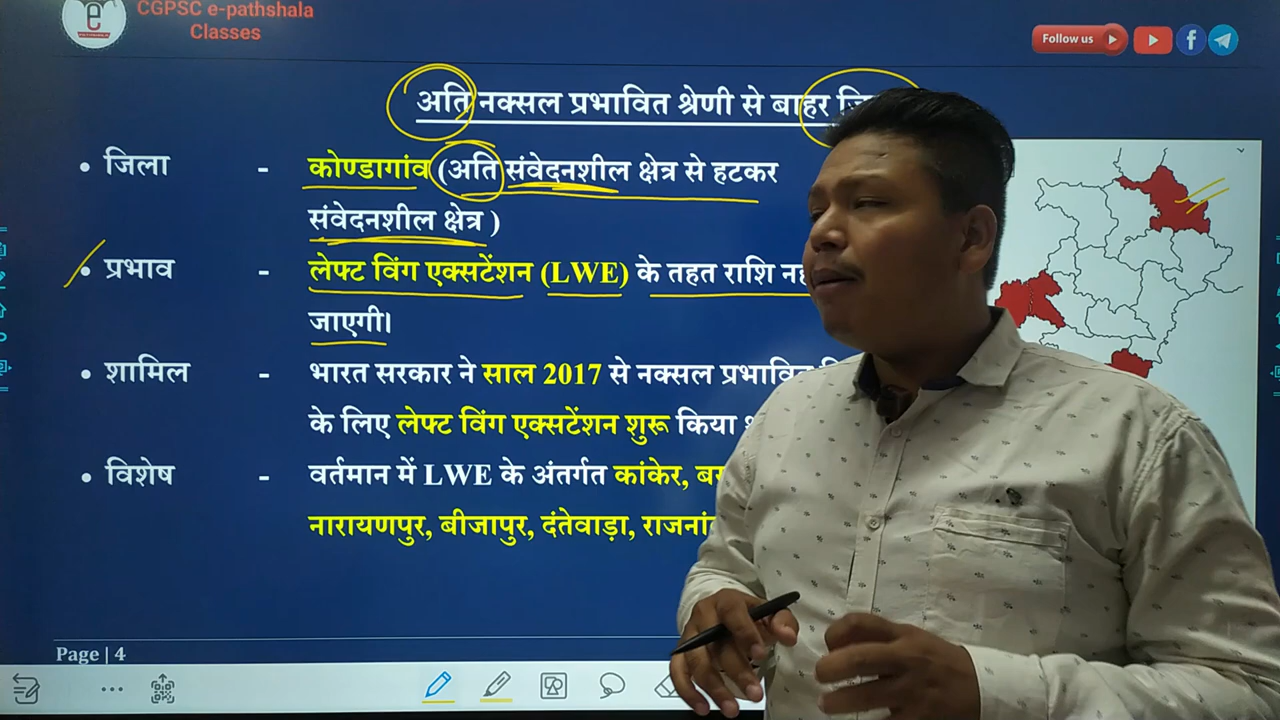 CGPSC e-pathshala
Classes
Follow us
अति नक्सल प्रभावित श्रेणी से बाहर
• जिला - कोण्डागांव (अति संवेदनशील क्षेत्र से हटकर
संवेदनशील क्षेत्र )
• प्रभाव - लेफ्ट विंग एक्सटेंशन (LWE) के तहत राशि
जाएगी।
• शामिल - भारत सरकार ने साल 2017 से नक्सल प्रभावित
के लिए लेफ्ट विंग एक्सटेंशन शुरू किया
• विशेष - वर्तमान में LWE के अंतर्गत कांकेर,
नारायणपुर, बीजापुर, दंतेवाड़ा,
Page | 4